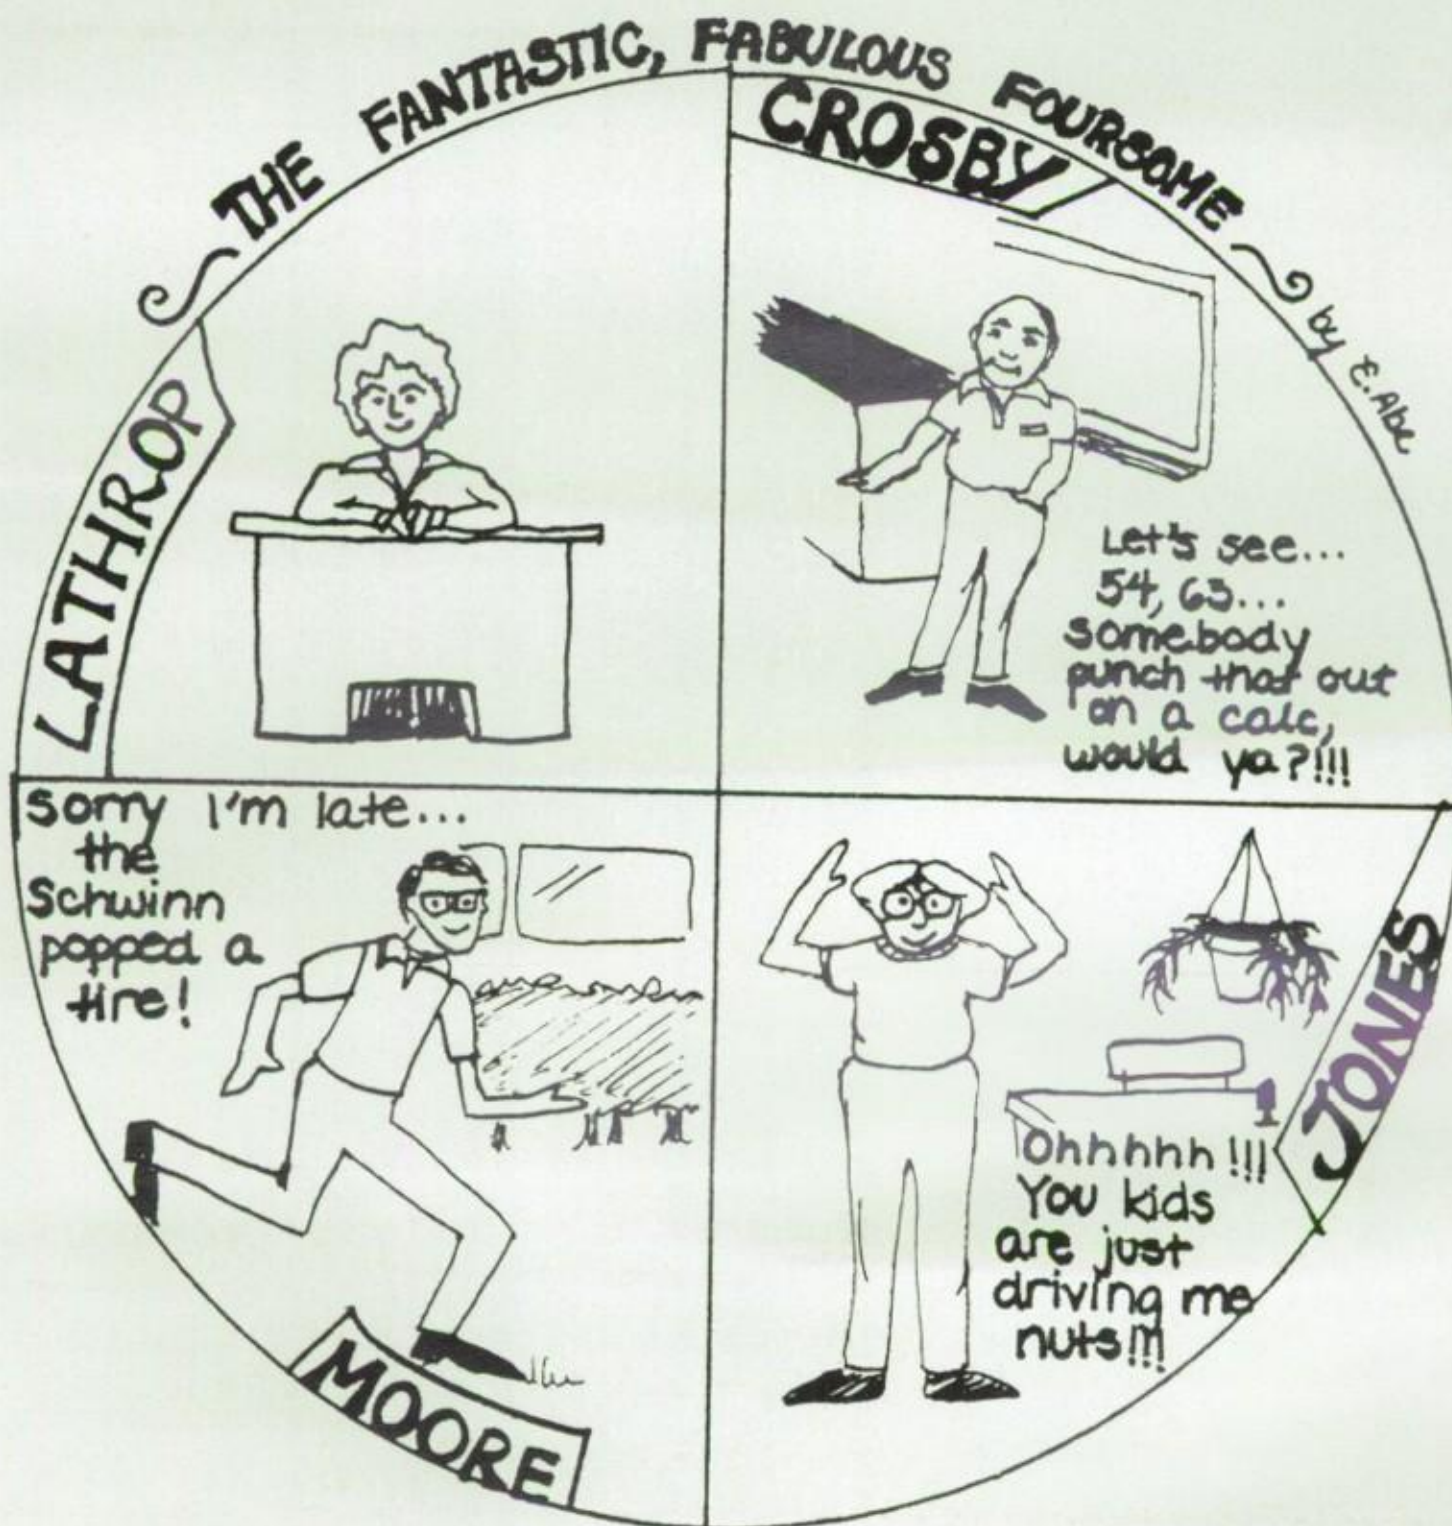 THE FANTASTIC, FABULOUS FOURSOME
by E. Abe
LATHROP
CROSBY
Let's see...
54, 63...
somebody
punch that out
on a calc,
would ya?!!!
Sorry I'm late...
the
Schwinn
popped a
tire!
MOORE
JONES
Ohhhhhh!!!
You kids
are just
driving me
nuts!!!